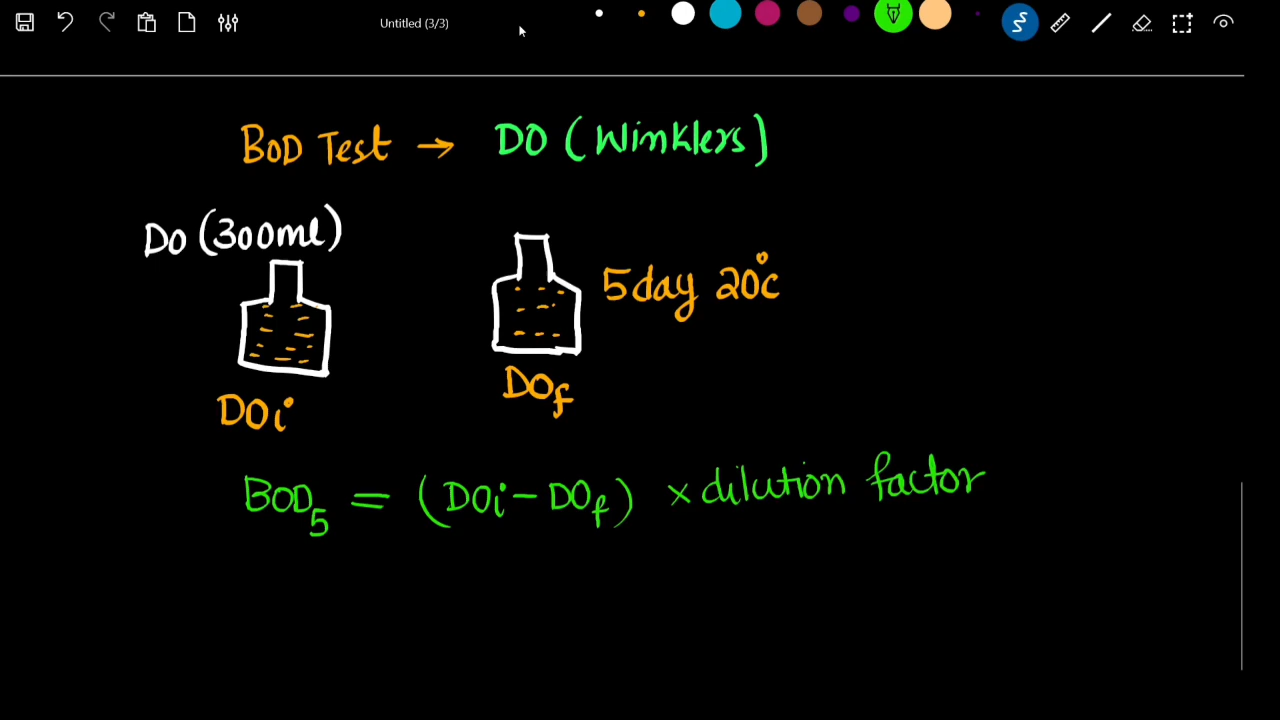 Untitled (3/3)
BOD Test → DO (Winklers)
DO (300ml)
5day 20°c
DOi
DOf
BOD5 = (DOi - DOf) × dilution factor